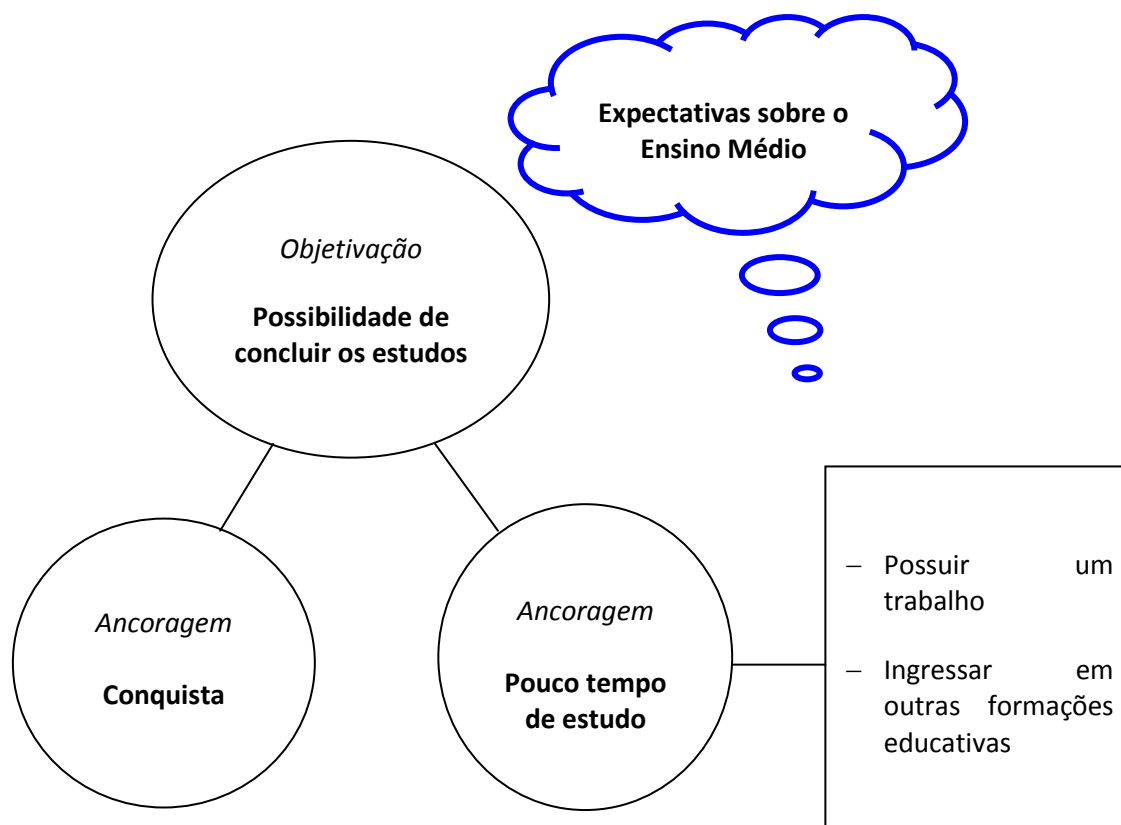 Expectativas sobre o
Ensino Médio
Objetivação
Possibilidade de
concluir os estudos
Ancoragem
Conquista
Ancoragem
Pouco tempo
de estudo
– Possuir um
trabalho
– Ingressar em
outras formações
educativas